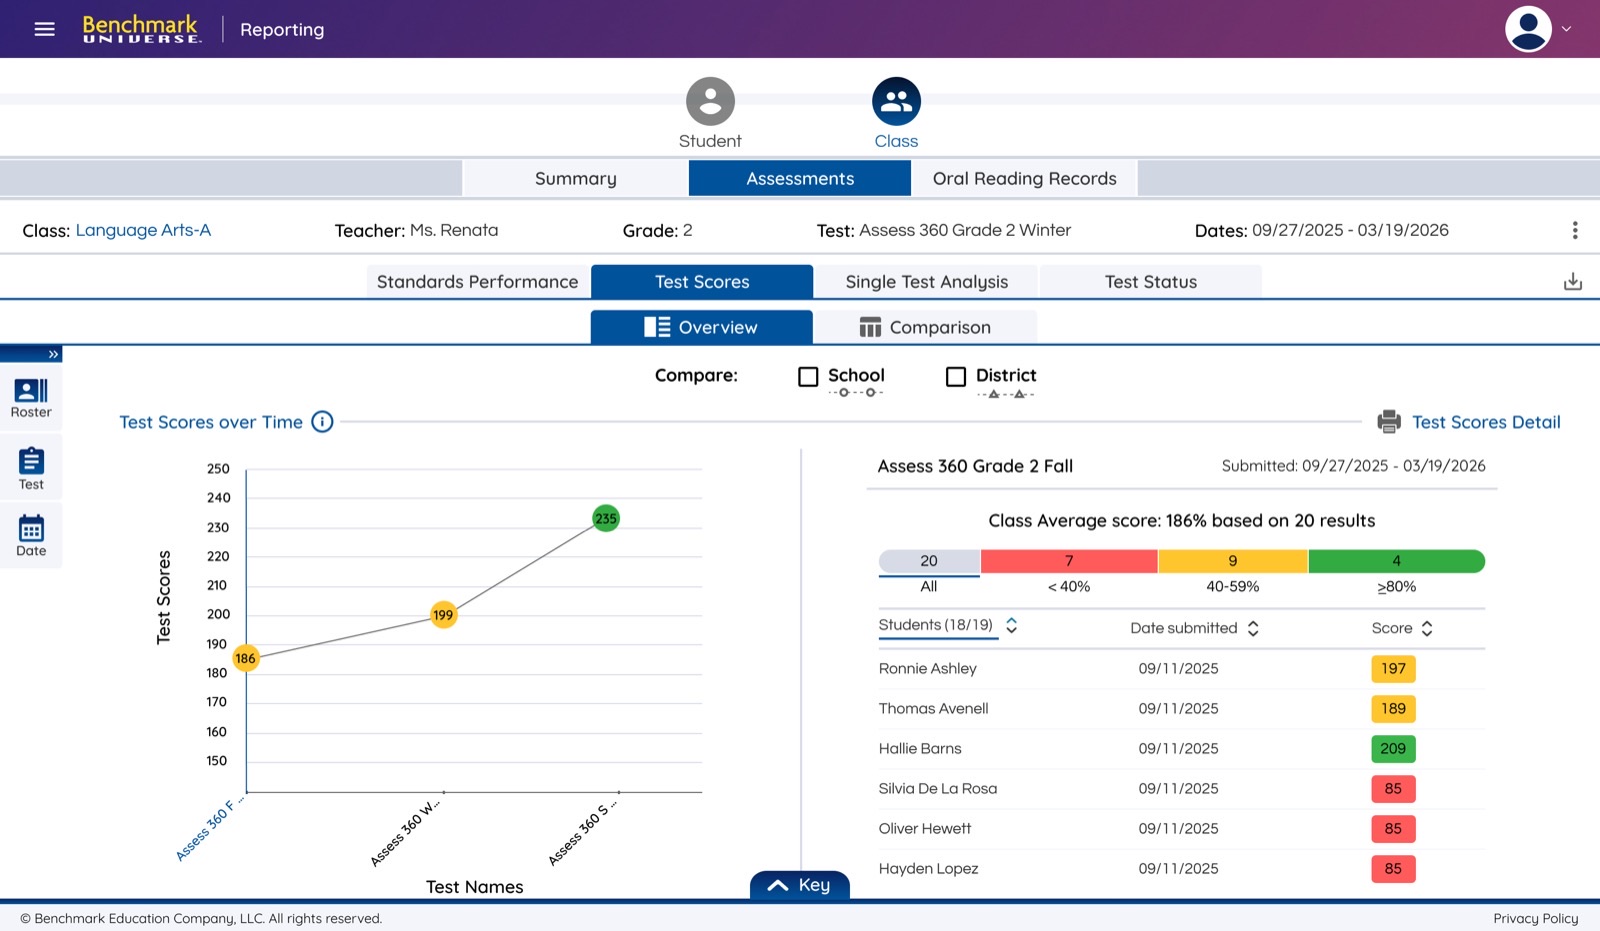 Benchmark
UNIVERSE.
Reporting
Student
Class
Summary
Assessments
Oral Reading Records
Class: Language Arts-A
Teacher: Ms. Renata
Grade: 2
Test: Assess 360 Grade 2 Winter
Dates: 09/27/2025 - 03/19/2026
Standards Performance
Test Scores
Single Test Analysis
Test Status
Overview
Comparison
»
Roster
Test
Date
Compare:
School
District
Test Scores over Time
i
Test Scores Detail
Test Scores
250
240
230
220
210
200
190
180
170
160
150
186
199
235
Assess 360 F ...
Assess 360 W...
Assess 360 S ...
Test Names
Assess 360 Grade 2 Fall
Submitted: 09/27/2025 - 03/19/2026
Class Average score: 186% based on 20 results
20 7 9 4
All < 40% 40-59% ≥80%
Students (18/19) Date submitted Score
Ronnie Ashley 09/11/2025 197
Thomas Avenell 09/11/2025 189
Hallie Barns 09/11/2025 209
Silvia De La Rosa 09/11/2025 85
Oliver Hewett 09/11/2025 85
Hayden Lopez 09/11/2025 85
Key
© Benchmark Education Company, LLC. All rights reserved.
Privacy Policy